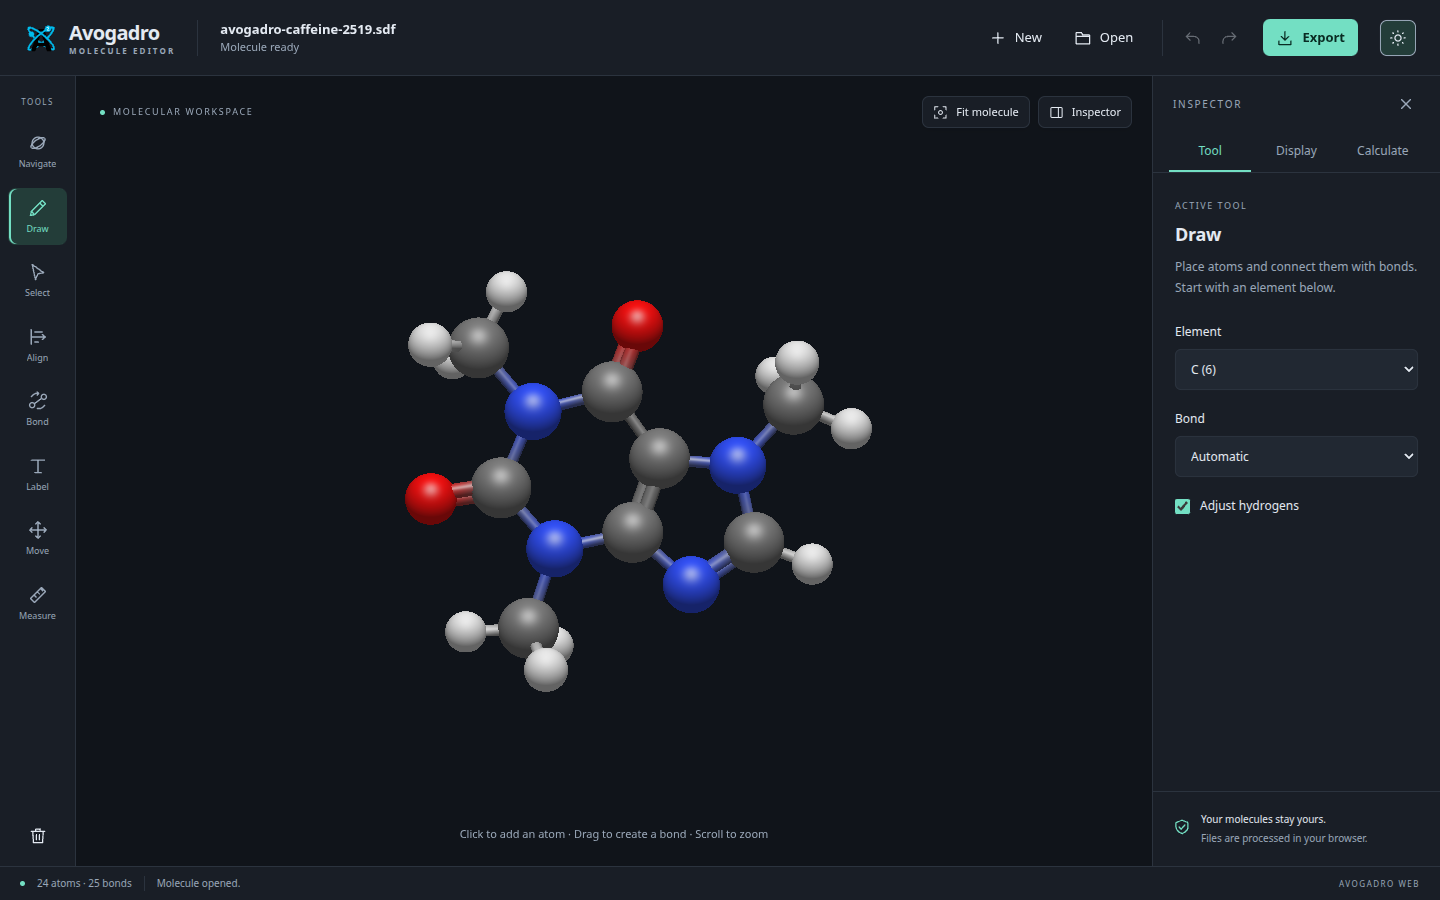 Avogadro
MOLECULE EDITOR
avogadro-caffeine-2519.sdf
Molecule ready
New
Open
Export
TOOLS
Navigate
Draw
Select
Align
Bond
Label
Move
Measure
MOLECULAR WORKSPACE
Fit molecule
Inspector
Click to add an atom · Drag to create a bond · Scroll to zoom
INSPECTOR
Tool
Display
Calculate
ACTIVE TOOL
Draw
Place atoms and connect them with bonds.
Start with an element below.
Element
C (6)
Bond
Automatic
Adjust hydrogens
Your molecules stay yours.
Files are processed in your browser.
24 atoms · 25 bonds
Molecule opened.
AVOGADRO WEB